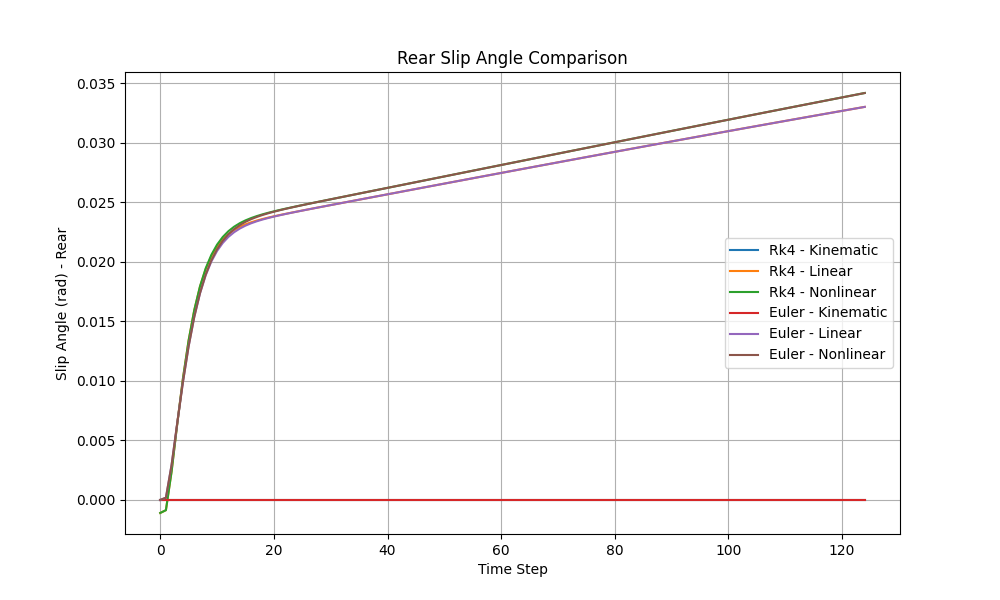 Rear Slip Angle Comparison
Slip Angle (rad) - Rear
0.035
0.030
0.025
0.020
0.015
0.010
0.005
0.000
Rk4 - Kinematic
Rk4 - Linear
Rk4 - Nonlinear
Euler - Kinematic
Euler - Linear
Euler - Nonlinear
0 20 40 60 80 100 120
Time Step